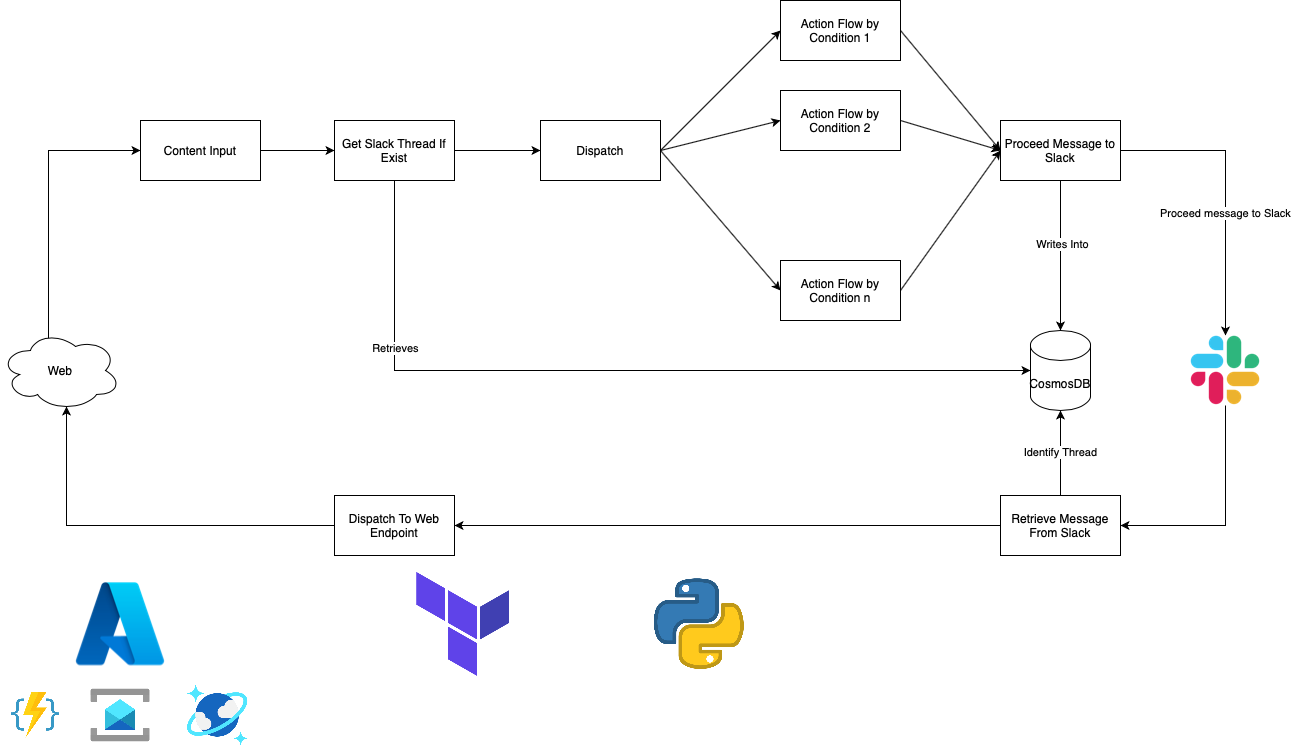 Action Flow by
Condition 1
Action Flow by
Condition 2
Content Input
Get Slack Thread If
Exist
Dispatch
Proceed Message to
Slack
Proceed message to Slack
Writes Into
Action Flow by
Condition n
Retrieves
Web
CosmosDB
Identify Thread
Dispatch To Web
Endpoint
Retrieve Message
From Slack